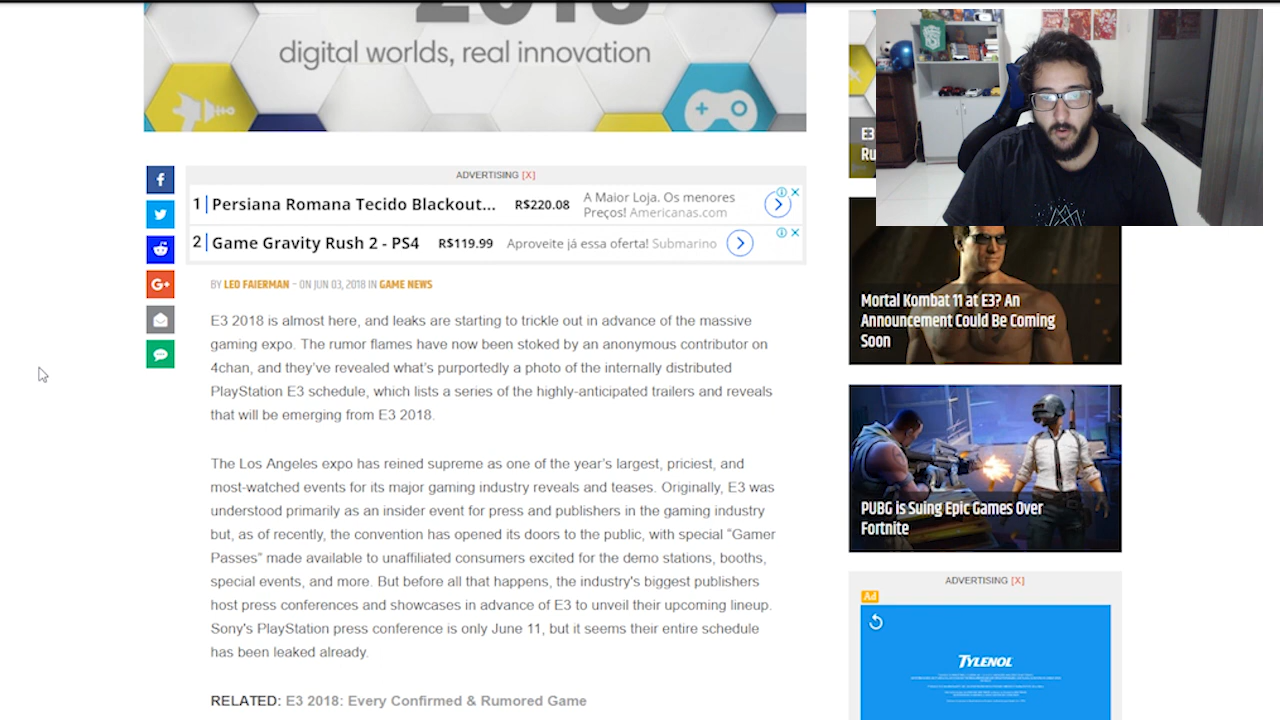 2018
digital worlds, real innovation
ADVERTISING [X]
1 Persiana Romana Tecido Blackout... R$220.08 A Maior Loja. Os menores
Preços! Americanas.com
2 Game Gravity Rush 2 - PS4 R$119.99 Aproveite já essa oferta! Submarino
BY LEO FAIERMAN – ON JUN 03, 2018 IN GAME NEWS
E3 2018 is almost here, and leaks are starting to trickle out in advance of the massive
gaming expo. The rumor flames have now been stoked by an anonymous contributor on
4chan, and they've revealed what's purportedly a photo of the internally distributed
PlayStation E3 schedule, which lists a series of the highly-anticipated trailers and reveals
that will be emerging from E3 2018.
The Los Angeles expo has reined supreme as one of the year's largest, priciest, and
most-watched events for its major gaming industry reveals and teases. Originally, E3 was
understood primarily as an insider event for press and publishers in the gaming industry
but, as of recently, the convention has opened its doors to the public, with special “Gamer
Passes” made available to unaffiliated consumers excited for the demo stations, booths,
special events, and more. But before all that happens, the industry's biggest publishers
host press conferences and showcases in advance of E3 to unveil their upcoming lineup.
Sony's PlayStation press conference is only June 11, but it seems their entire schedule
has been leaked already.
RELATED: E3 2018: Every Confirmed & Rumored Game
E3
Ru
Mortal Kombat 11 at E3? An
Announcement Could Be Coming
Soon
PUBG is Suing Epic Games Over
Fortnite
ADVERTISING [X]
Ad
TYLENOL